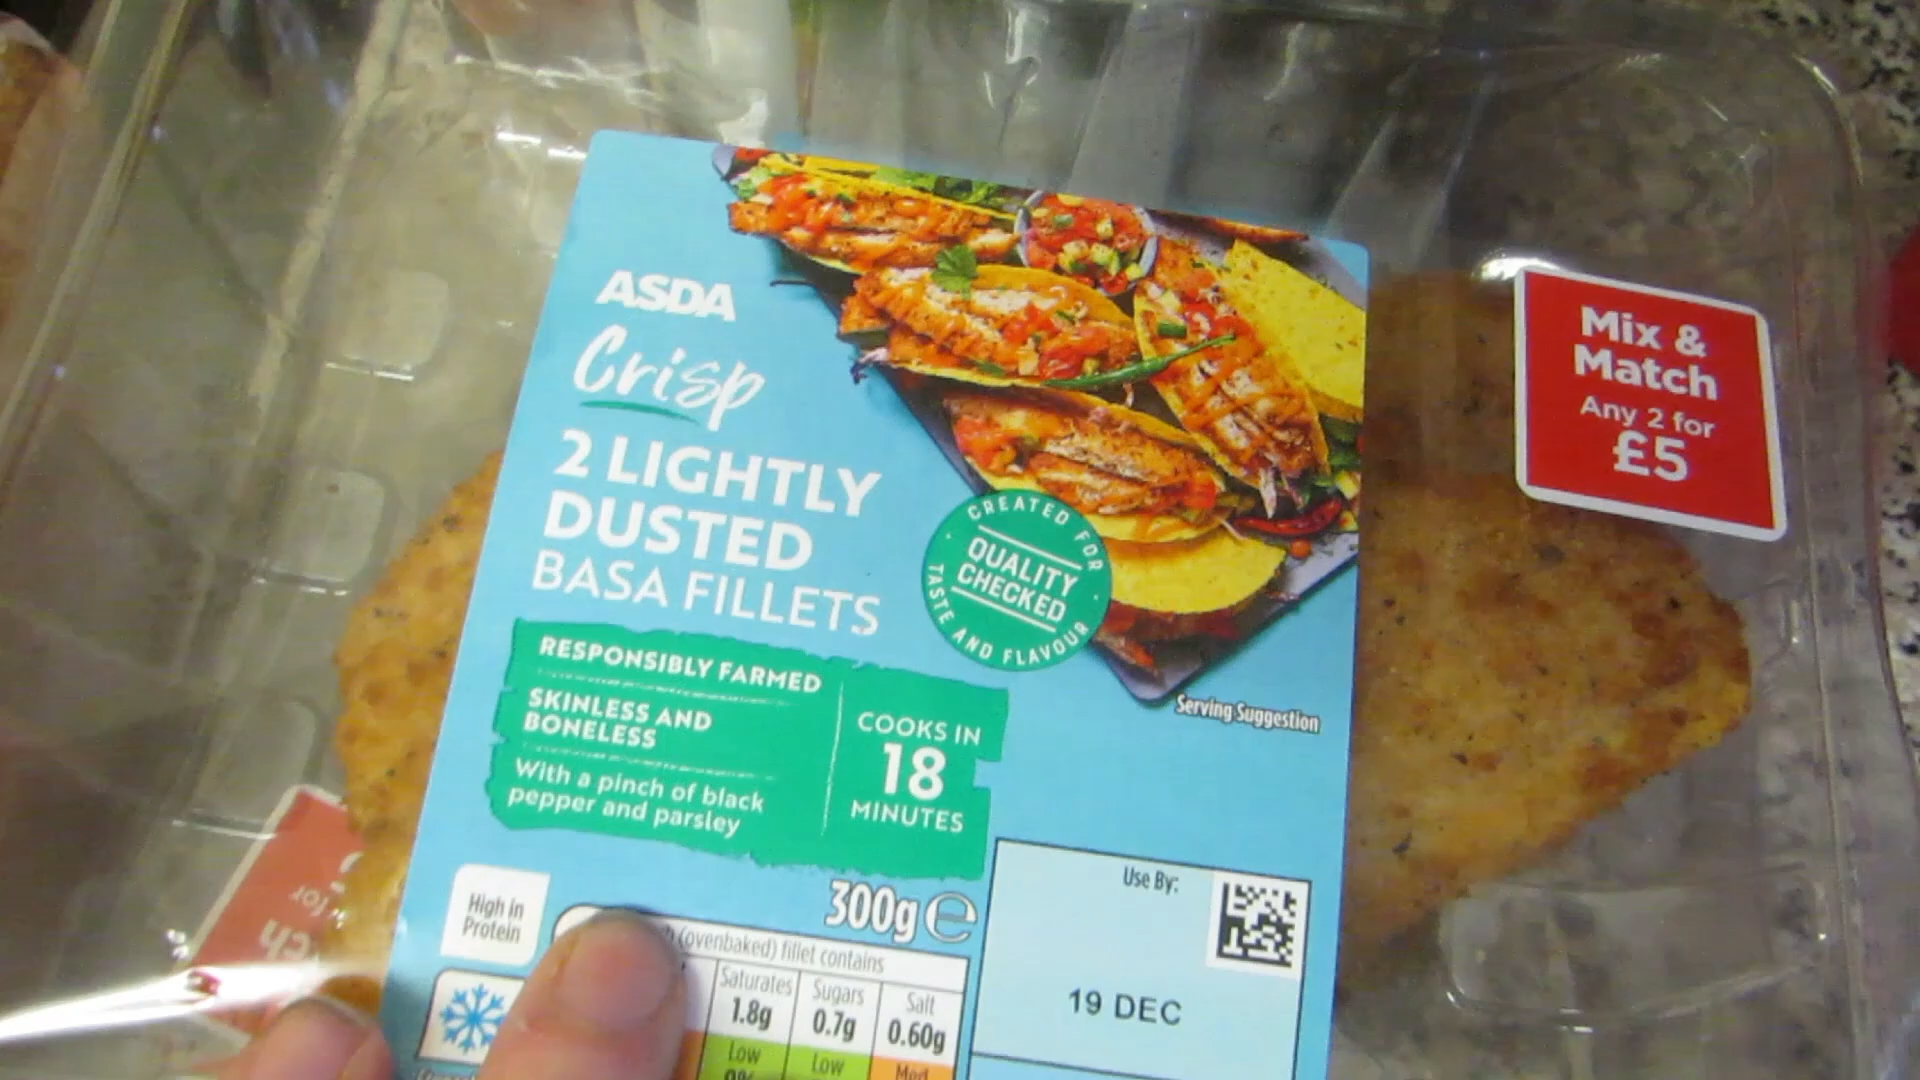 ASDA
Crisp
2 LIGHTLY
DUSTED
BASA FILLETS
CREATED FOR
QUALITY
CHECKED
TASTE AND FLAVOUR
Mix &
Match
Any 2 for
£5
Serving Suggestion
RESPONSIBLY FARMED
SKINLESS AND
BONELESS
With a pinch of black
pepper and parsley
COOKS IN
18
MINUTES
High in
Protein
300g e
(ovenbaked) fillet contains
Saturates
1.8g
Low
Sugars
0.7g
Low
Salt
0.60g
Med
Use By:
19 DEC